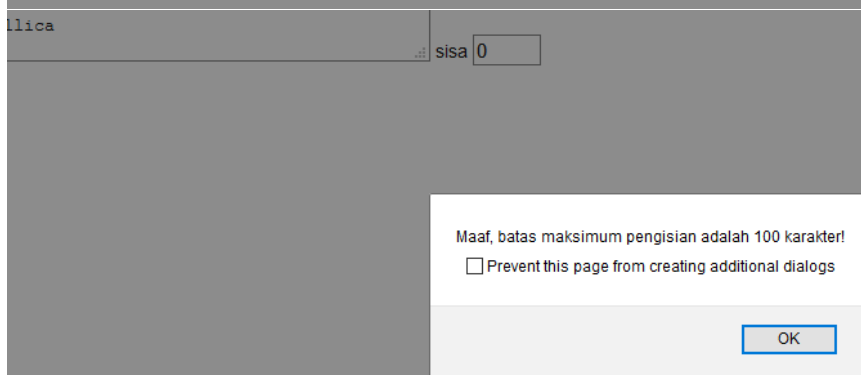 llica
sisa 0
Maaf, batas maksimum pengisian adalah 100 karakter!
Prevent this page from creating additional dialogs
OK